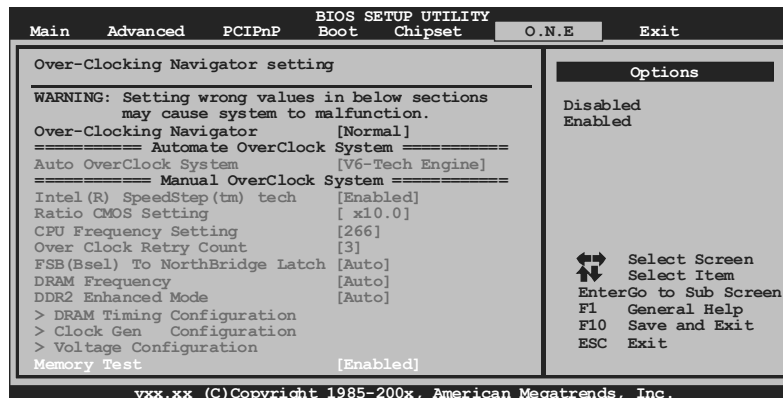 BIOS SETUP UTILITY
Main Advanced PCIPnP Boot Chipset O.N.E Exit
Over-Clocking Navigator setting
WARNING: Setting wrong values in below sections
may cause system to malfunction.
Over-Clocking Navigator [Normal]
=========== Automate OverClock System ===========
Auto OverClock System [V6-Tech Engine]
============ Manual OverClock System ============
Intel(R) SpeedStep(tm) tech [Enabled]
Ratio CMOS Setting [ x10.0]
CPU Frequency Setting [266]
Over Clock Retry Count [3]
FSB(Bsel) To NorthBridge Latch [Auto]
DRAM Frequency [Auto]
DDR2 Enhanced Mode [Auto]
> DRAM Timing Configuration
> Clock Gen Configuration
> Voltage Configuration
Memory Test [Enabled]
Options
Disabled
Enabled
Select Screen
Select Item
EnterGo to Sub Screen
F1 General Help
F10 Save and Exit
ESC Exit
vxx.xx (C)Copyright 1985-200x, American Megatrends, Inc.